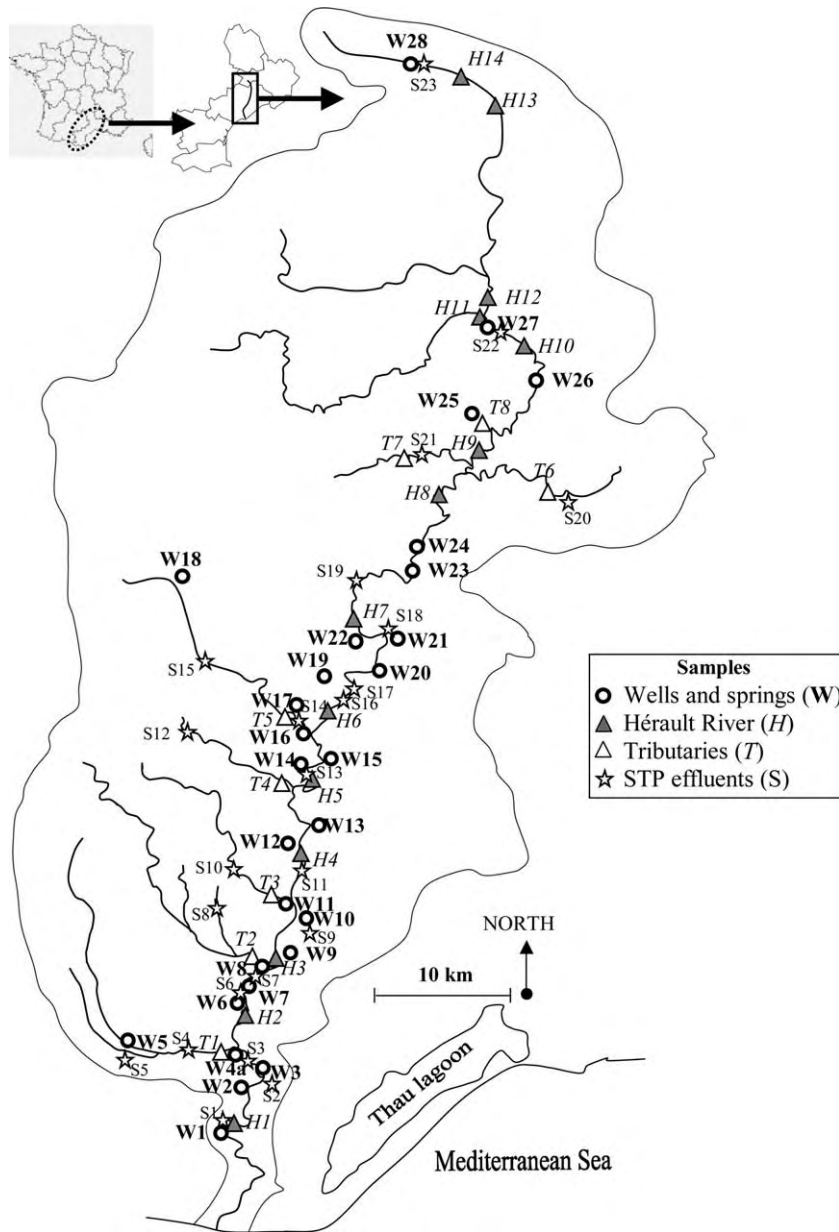 W28
H14
S23
H13
H12
H11
W27
S22
H10
W26
W25
T8
T7
S21
H9
T6
H8
S20
W24
W18
S19
W23
H7
S18
W22
W21
S15
W19
W20
S17
W17
S14
S16
T5
H6
S12
W16
W14
W15
S13
T4
H5
W13
W12
H4
S10
S11
T3
W11
S8
W10
S9
T2
W9
W8
H3
S7
S6
W7
W6
H2
W5
S4
T1
S3
S5
W4a
W3
W2
S2
S1
H1
W1
Samples
Wells and springs (W)
Hérault River (H)
Tributaries (T)
STP effluents (S)
NORTH
10 km
Thau lagoon
Mediterranean Sea